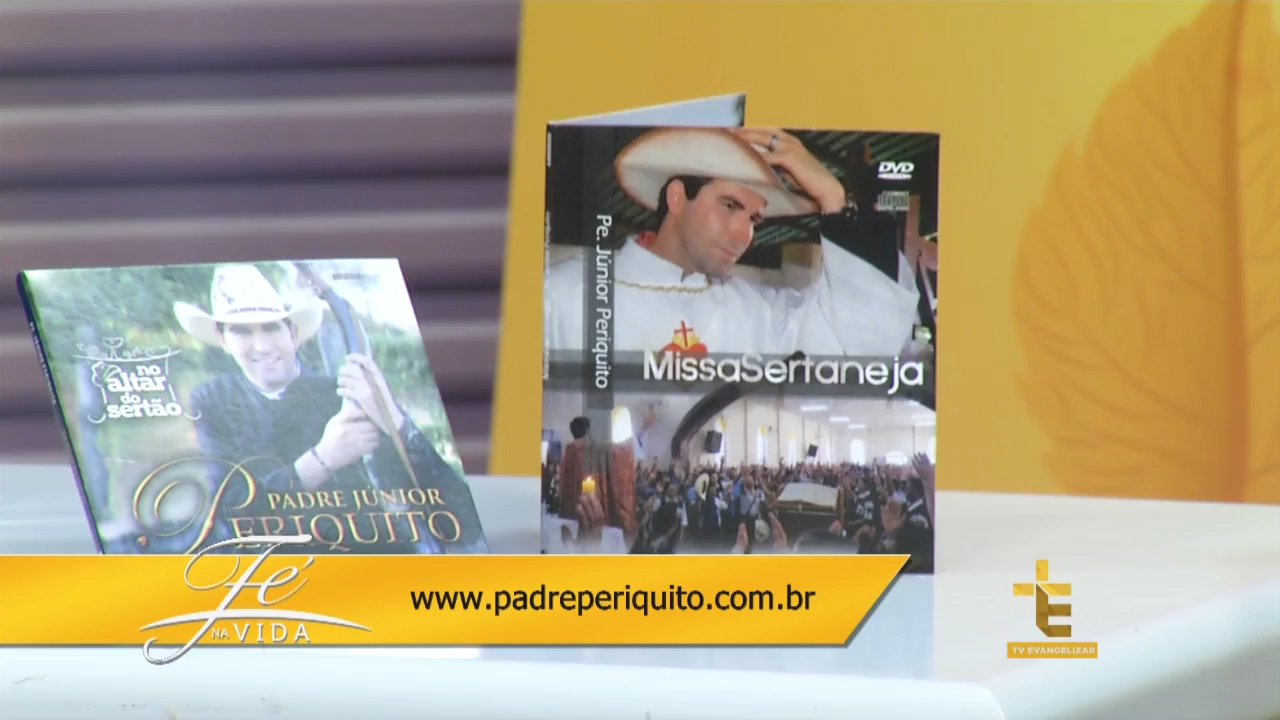 no
altar
do
sertão
PADRE JÚNIOR
PERIQUITO
DVD
VIDEO
Pe. Júnior Periquito
MissaSertaneja
Fé
NA VIDA
www.padreperiquito.com.br
TV EVANGELIZAR